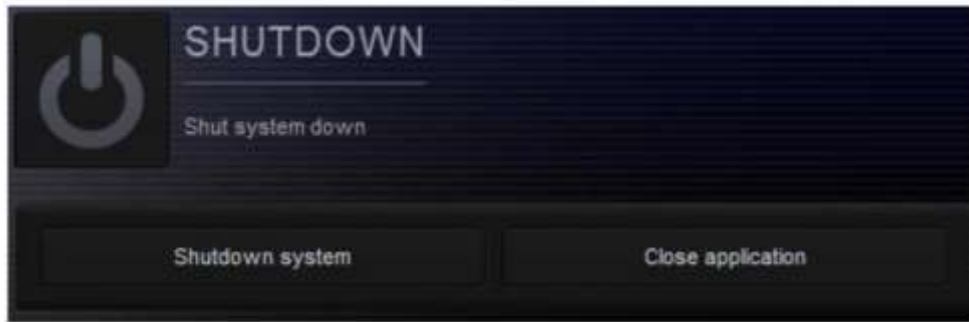 SHUTDOWN
Shut system down
Shutdown system
Close application